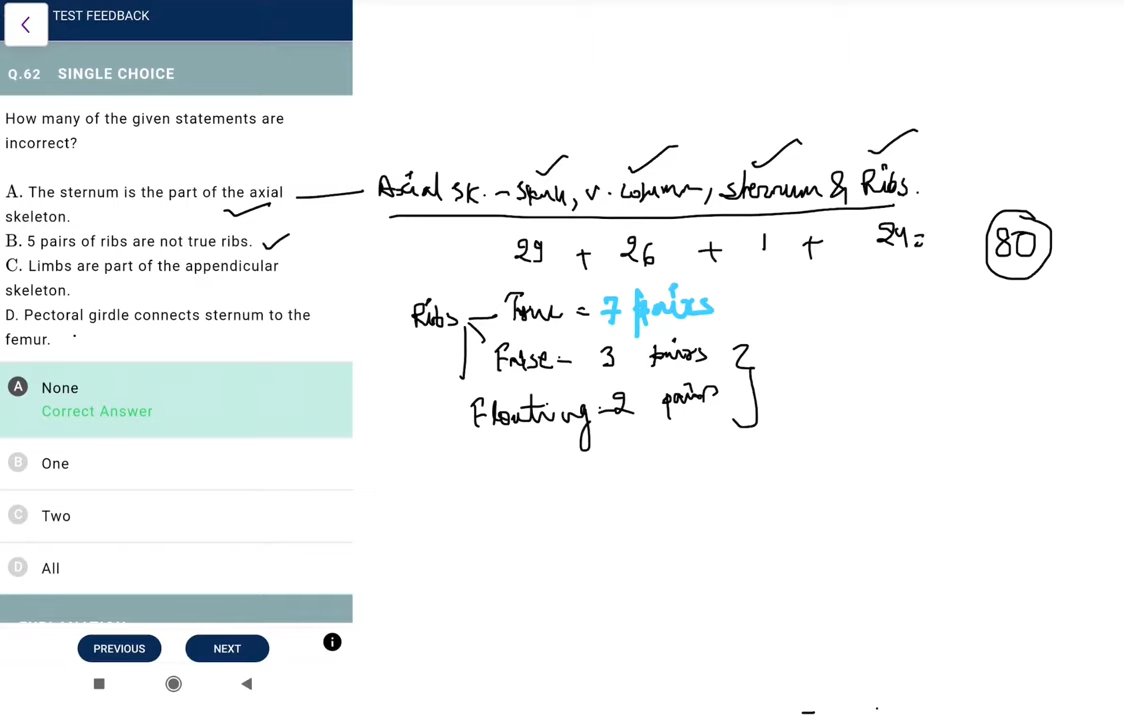 TEST FEEDBACK
Q.62 SINGLE CHOICE
How many of the given statements are
incorrect?
A. The sternum is the part of the axial
skeleton.
B. 5 pairs of ribs are not true ribs.
C. Limbs are part of the appendicular
skeleton.
D. Pectoral girdle connects sternum to the
femur.
A None
Correct Answer
B One
C Two
D All
PREVIOUS NEXT
Axial sk. - Skull, v. column, sternum & Ribs.
29 + 26 + 1 + 24 = 80
Ribs - True = 7 pairs
False - 3 pairs
Floating - 2 pairs